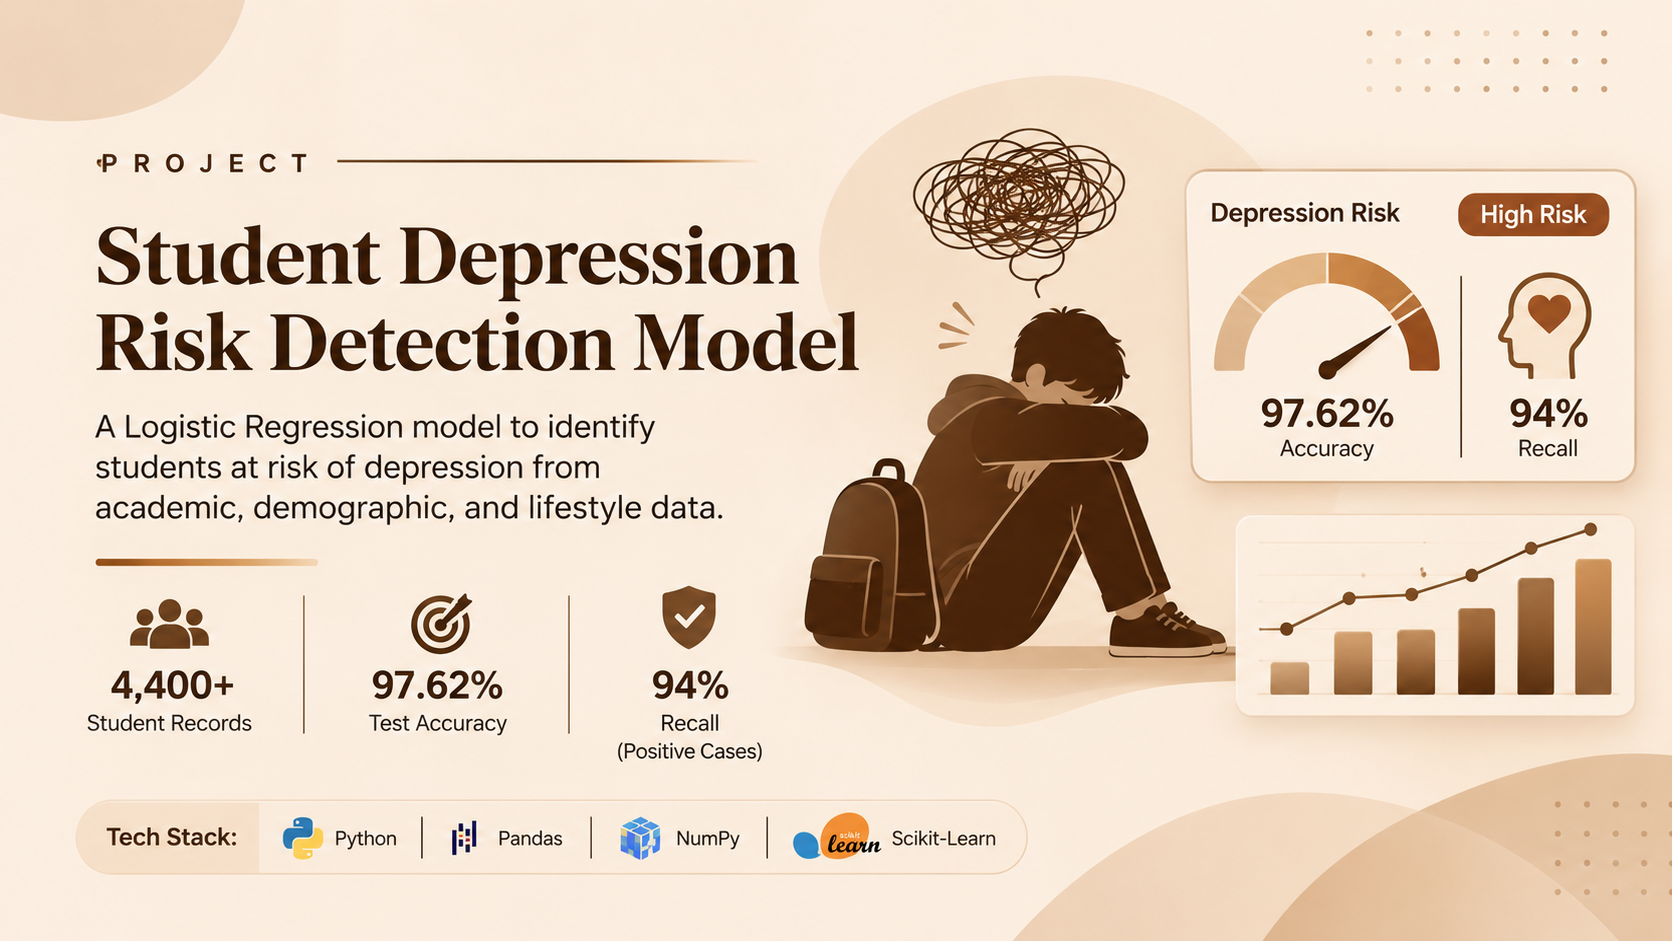 PROJECT
Student Depression
Risk Detection Model
A Logistic Regression model to identify
students at risk of depression from
academic, demographic, and lifestyle data.
4,400+
Student Records
97.62%
Test Accuracy
94%
Recall
(Positive Cases)
Tech Stack:
Python
Pandas
NumPy
scikit
learn
Scikit-Learn
Depression Risk
High Risk
97.62%
Accuracy
94%
Recall